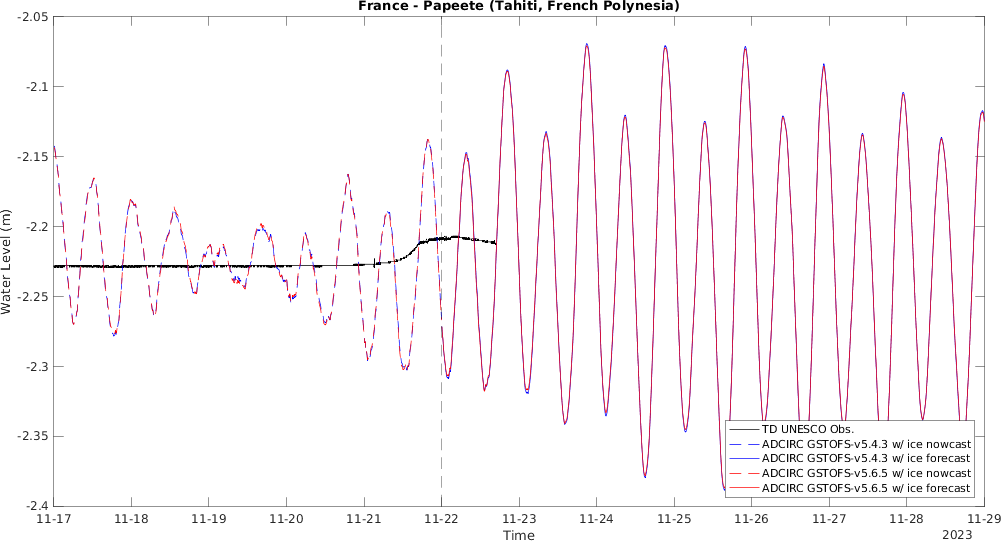 France - Papeete (Tahiti, French Polynesia)
-2.05
-2.1
-2.15
-2.2
-2.25
-2.3
-2.35
-2.4
Water Level (m)
TD UNESCO Obs.
ADCIRC GSTOFS-v5.4.3 w/ ice nowcast
ADCIRC GSTOFS-v5.4.3 w/ ice forecast
ADCIRC GSTOFS-v5.6.5 w/ ice nowcast
ADCIRC GSTOFS-v5.6.5 w/ ice forecast
11-17 11-18 11-19 11-20 11-21 11-22 11-23 11-24 11-25 11-26 11-27 11-28 11-29
Time
2023